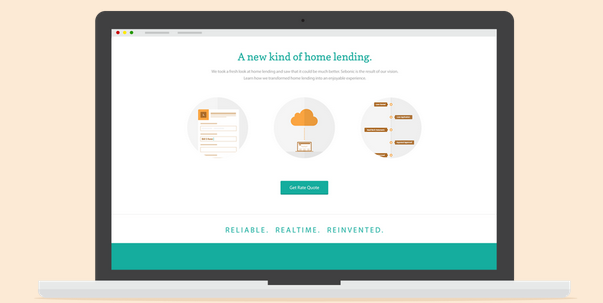 A new kind of home lending.
We took a fresh look at home lending and saw that it could be much better. is the result of our vision.
Learn how we transformed home lending into an enjoyable experience.
Get Rate Quote
RELIABLE. REALTIME. REINVENTED.